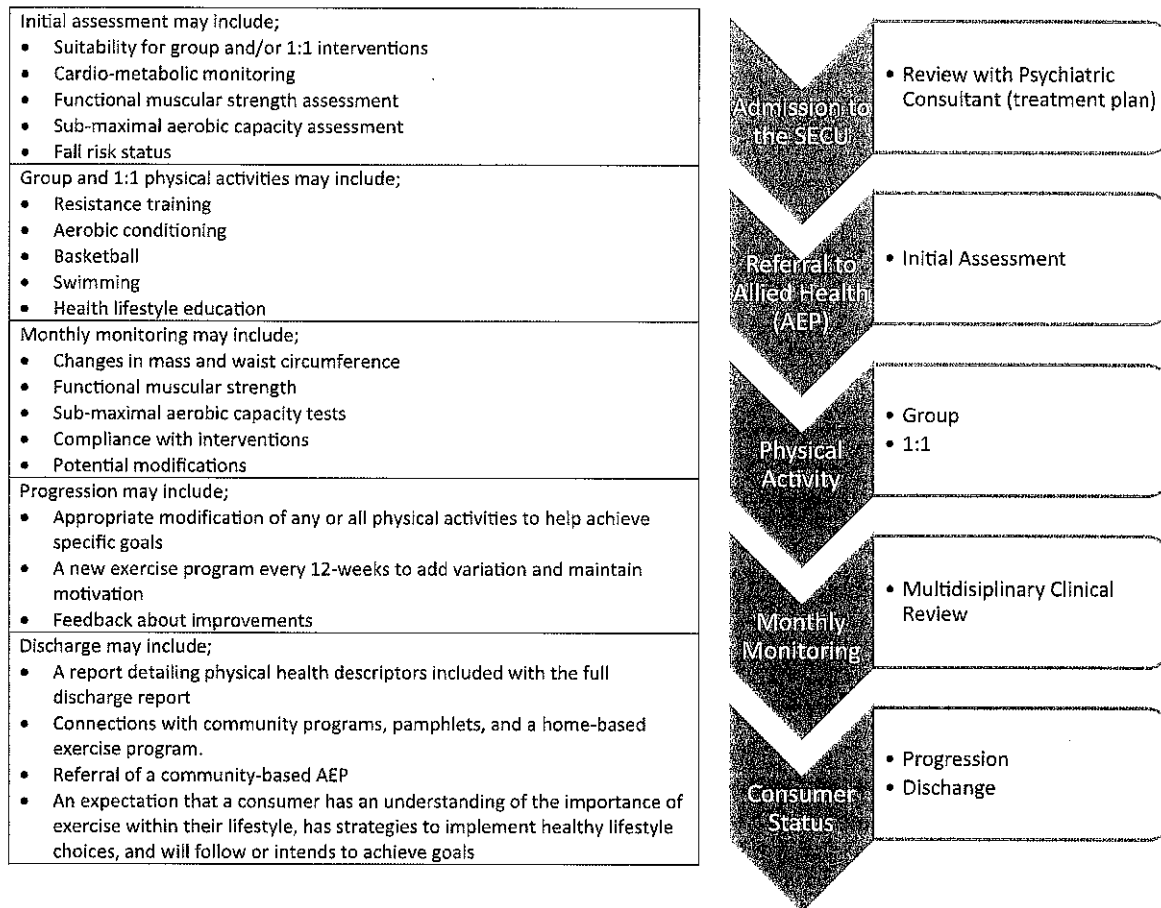 Initial assessment may include;
• Suitability for group and/or 1:1 interventions
• Cardio-metabolic monitoring
• Functional muscular strength assessment
• Sub-maximal aerobic capacity assessment
• Fall risk status
Group and 1:1 physical activities may include;
• Resistance training
• Aerobic conditioning
• Basketball
• Swimming
• Health lifestyle education
Monthly monitoring may include;
• Changes in mass and waist circumference
• Functional muscular strength
• Sub-maximal aerobic capacity tests
• Compliance with interventions
• Potential modifications
Progression may include;
• Appropriate modification of any or all physical activities to help achieve
specific goals
• A new exercise program every 12-weeks to add variation and maintain
motivation
• Feedback about improvements
Discharge may include;
• A report detailing physical health descriptors included with the full
discharge report
• Connections with community programs, pamphlets, and a home-based
exercise program.
• Referral of a community-based AEP
• An expectation that a consumer has an understanding of the importance of
exercise within their lifestyle, has strategies to implement healthy lifestyle
choices, and will follow or intends to achieve goals
Admission to
the SECU
• Review with Psychiatric
Consultant (treatment plan)
Referral to
Allied Health
(AEP)
• Initial Assessment
Physical
Activity
• Group
• 1:1
Monthly
Monitoring
• Multidisiplinary Clinical
Review
Consumer
Status
• Progression
• Discharge